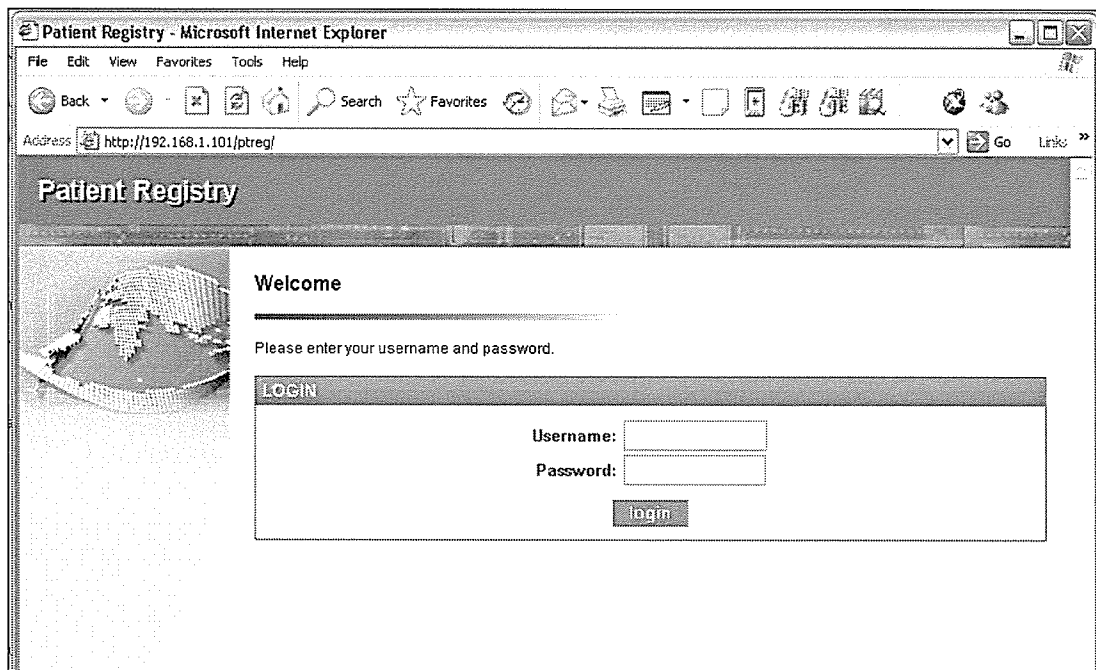 Patient Registry - Microsoft Internet Explorer
File Edit View Favorites Tools Help
Back Search Favorites
Address http://192.168.1.101/ptreg/ Go Links »
Patient Registry
Welcome
Please enter your username and password.
LOGIN
Username:
Password:
login